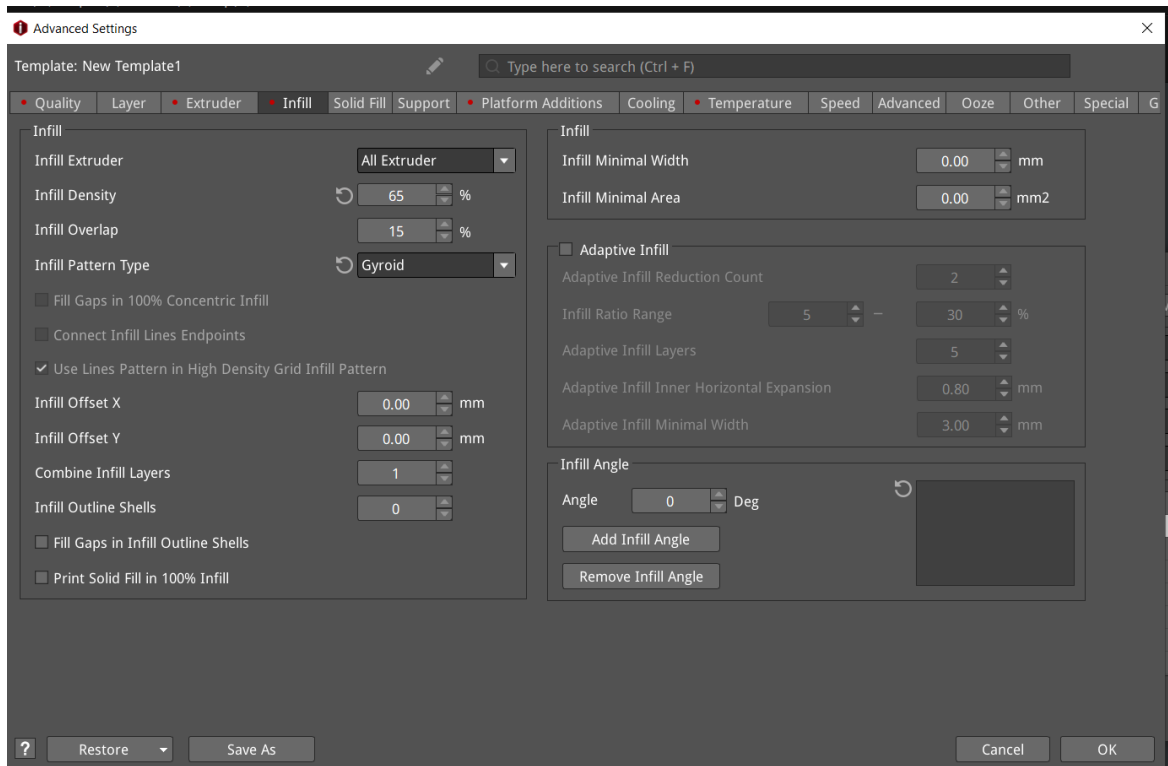 Advanced Settings
Template: New Template1
Type here to search (Ctrl + F)
Quality Layer Extruder Infill Solid Fill Support Platform Additions Cooling Temperature Speed Advanced Ooze Other Special G
Infill
Infill Extruder All Extruder
Infill Density 65 %
Infill Overlap 15 %
Infill Pattern Type Gyroid
Fill Gaps in 100% Concentric Infill
Connect Infill Lines Endpoints
Use Lines Pattern in High Density Grid Infill Pattern
Infill Offset X 0.00 mm
Infill Offset Y 0.00 mm
Combine Infill Layers 1
Infill Outline Shells 0
Fill Gaps in Infill Outline Shells
Print Solid Fill in 100% Infill
Infill
Infill Minimal Width 0.00 mm
Infill Minimal Area 0.00 mm2
Adaptive Infill
Adaptive Infill Reduction Count 2
Infill Ratio Range 5 – 30 %
Adaptive Infill Layers 5
Adaptive Infill Inner Horizontal Expansion 0.80 mm
Adaptive Infill Minimal Width 3.00 mm
Infill Angle
Angle 0 Deg
Add Infill Angle
Remove Infill Angle
? Restore Save As Cancel OK